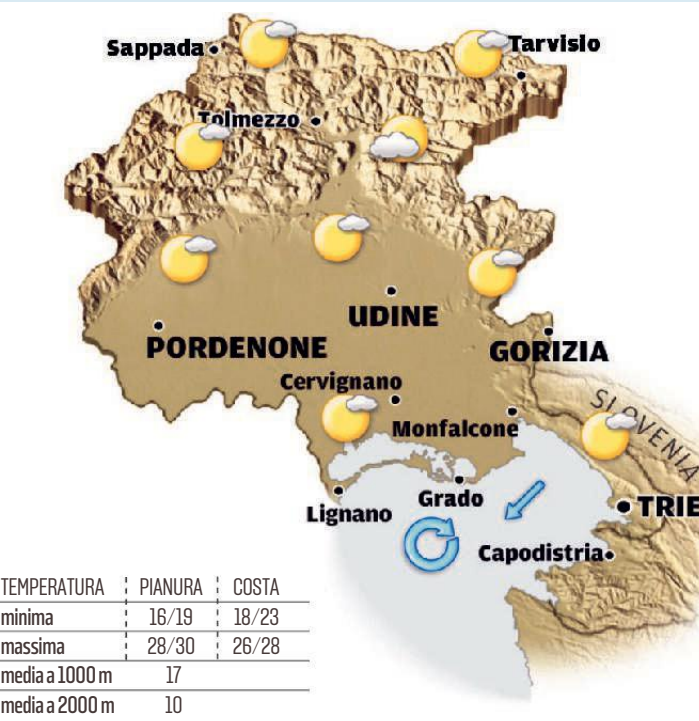 Sappada
Tarvisio
Tolmezzo
UDINE
PORDENONE
GORIZIA
Cervignano
Monfalcone
SLOVENIA
Grado
Lignano
TRIE
Capodistria
TEMPERATURA PIANURA COSTA
minima 16/19 18/23
massima 28/30 26/28
media a 1000 m 17
media a 2000 m 10